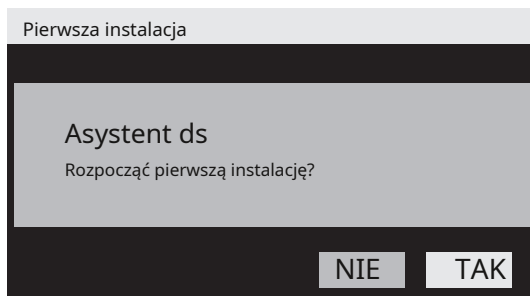 Pierwsza instalacja
Asystent ds
Rozpocząć pierwszą instalację?
NIE TAK